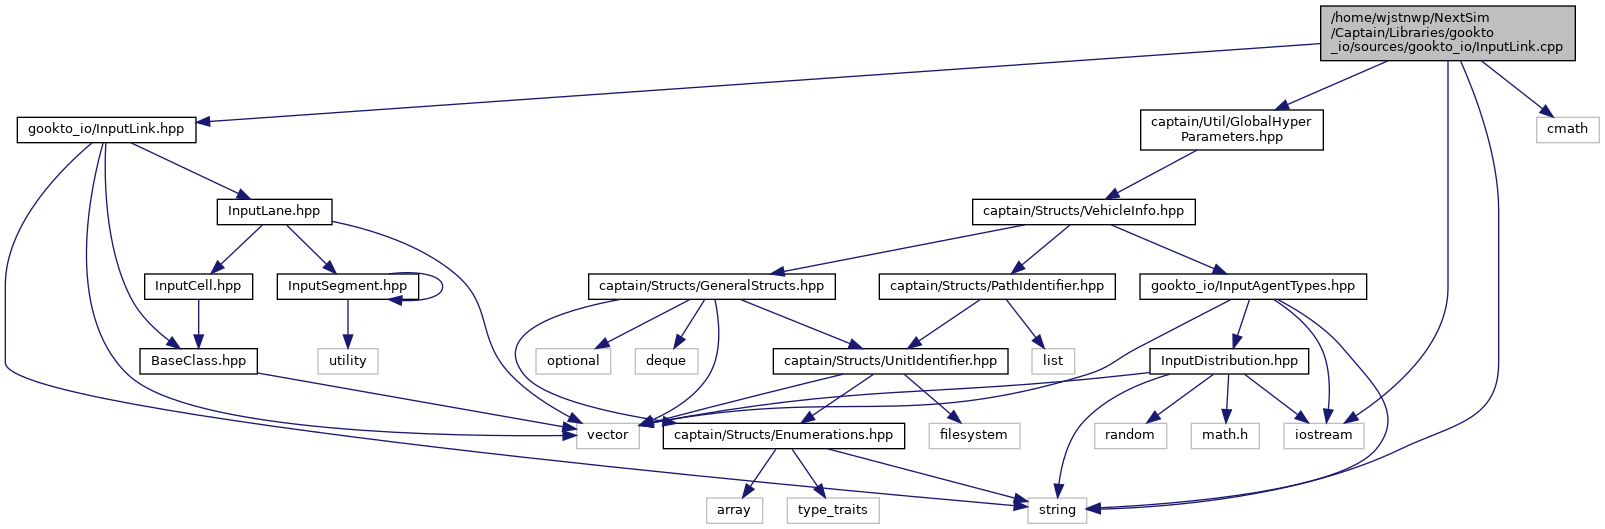 /home/wjstnwp/NextSim
/Captain/Libraries/gookto
_io/sources/gookto_io/InputLink.cpp
gookto_io/InputLink.hpp
captain/Util/GlobalHyper
Parameters.hpp
cmath
InputLane.hpp
captain/Structs/VehicleInfo.hpp
InputCell.hpp
InputSegment.hpp
captain/Structs/GeneralStructs.hpp
captain/Structs/PathIdentifier.hpp
gookto_io/InputAgentTypes.hpp
BaseClass.hpp
utility
optional
deque
captain/Structs/UnitIdentifier.hpp
list
InputDistribution.hpp
vector
captain/Structs/Enumerations.hpp
filesystem
random
math.h
iostream
array
type_traits
string